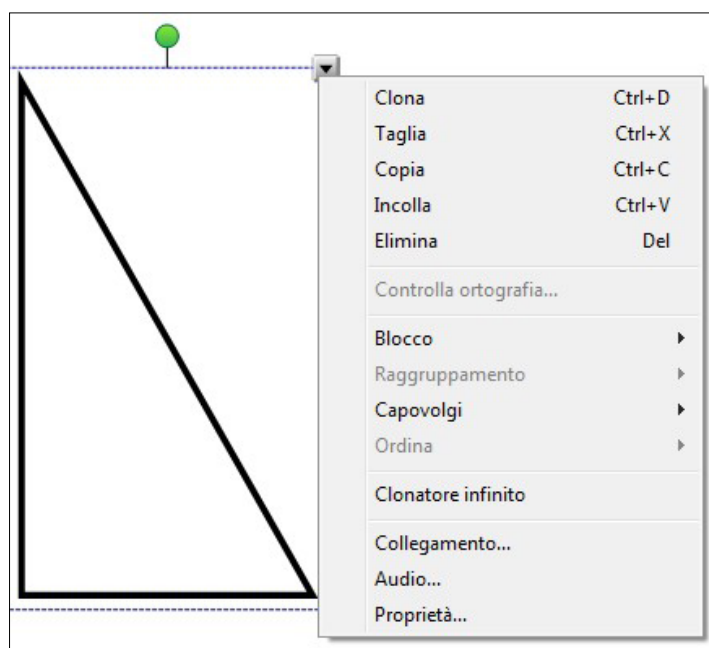 Clona Ctrl+D
Taglia Ctrl+X
Copia Ctrl+C
Incolla Ctrl+V
Elimina Del
Controlla ortografia...
Blocco
Raggruppamento
Capovolgi
Ordina
Clonatore infinito
Collegamento...
Audio...
Proprietà...